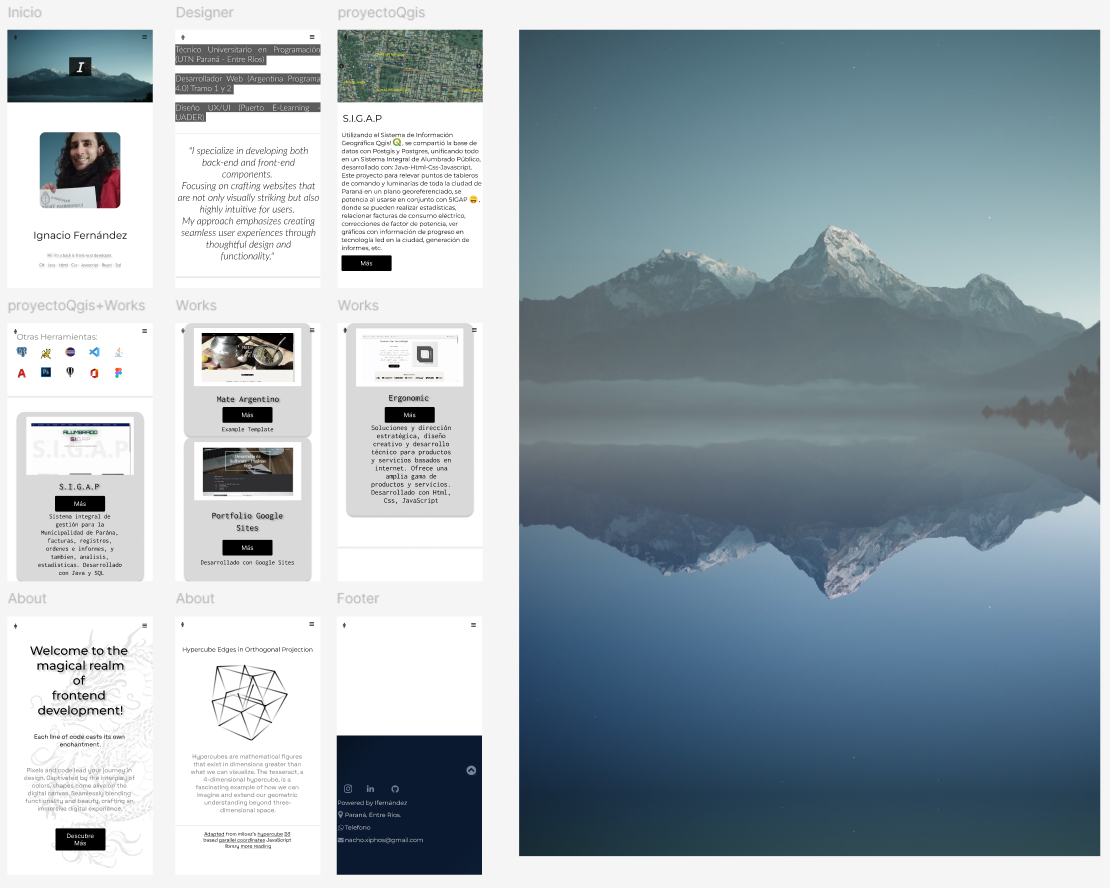 Inicio
I
Ignacio Fernández
Designer
Técnico Universitario en Programación
(UTN Paraná - Entre Ríos)
Desarrollador Web (Argentina Programa
4.0) Tramo 1 y 2
Diseño UX/UI (Puerto E-Learning -
UADER)
"I specialize in developing both
back-end and front-end
components.
Focusing on crafting websites that
are not only visually striking but also
highly intuitive for users.
My approach emphasizes creating
seamless user experiences through
thoughtful design and
functionality."
proyectoQgis
S.I.G.A.P
Utilizando el Sistema de Información
Geográfica Qgis! , se compartió la base de
datos con Postgis y Postgres, unificando todo
en un Sistema Integral de Alumbrado Público,
desarrollado con: Java-Html-Css-Javascript.
Este proyecto para relevar puntos de tableros
de comando y luminarias de toda la ciudad de
Paraná en un plano georeferenciado, se
potencia al usarse en conjunto con SIGAP 😄,
donde se pueden realizar estadísticas,
relacionar facturas de consumo eléctrico,
correcciones de factor de potencia, ver
gráficos con información de progreso en
tecnología led en la ciudad, generación de
informes, etc.
Más
proyectoQgis+Works
Otras Herramientas:
Ps
ALUMBRADO
S.I.G.A.P
S.I.G.A.P
Más
Sistema integral de
gestión para la
Municipalidad de Parána,
facturas, registros,
ordenes e informes, y
tambien, analisis,
estadisticas. Desarrollado
con Java y SQL
Works
Mate Argentino
Más
Example Template
Portfolio Google
Sites
Más
Desarrollado con Google Sites
Works
Ergonomic
Más
Soluciones y dirección
estratégica, diseño
creativo y desarrollo
técnico para productos
y servicios basados en
internet. Ofrece una
amplia gama de
productos y servicios.
Desarrollado con Html,
Css, JavaScript
About
Welcome to the
magical realm
of
frontend
development!
Each line of code casts its own
enchantment.
Pixels and code lead your journey in
design. Captivated by the interplay of
colors, shapes come alive on the
digital canvas. Seamlessly blending
functionality and beauty, crafting an
immersive digital experience.
Descubre
Más
About
Hypercube Edges in Orthogonal Projection
Hypercubes are mathematical figures
that exist in dimensions greater than
what we can visualize. The tesseract, a
4-dimensional hypercube, is a
fascinating example of how we can
imagine and extend our geometric
understanding beyond three-
dimensional space.
Adapted from milosz's hypercube D3
based parallel coordinates JavaScript
library more reading
Footer
Powered by Ifernández
Paraná, Entre Ríos.
Telefono
nacho.xiphos@gmail.com